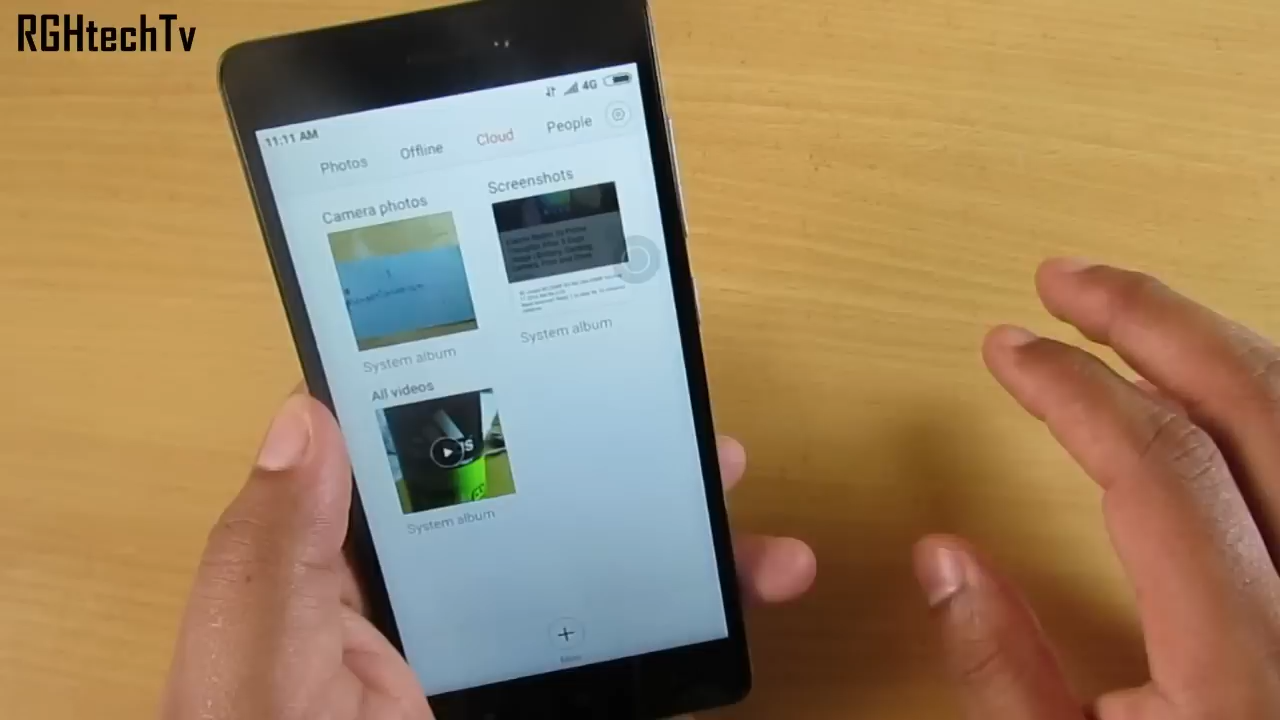 RGHtechTv
11:11 AM
4G
Photos Offline Cloud People
Camera photos
Screenshots
System album
System album
All videos
System album